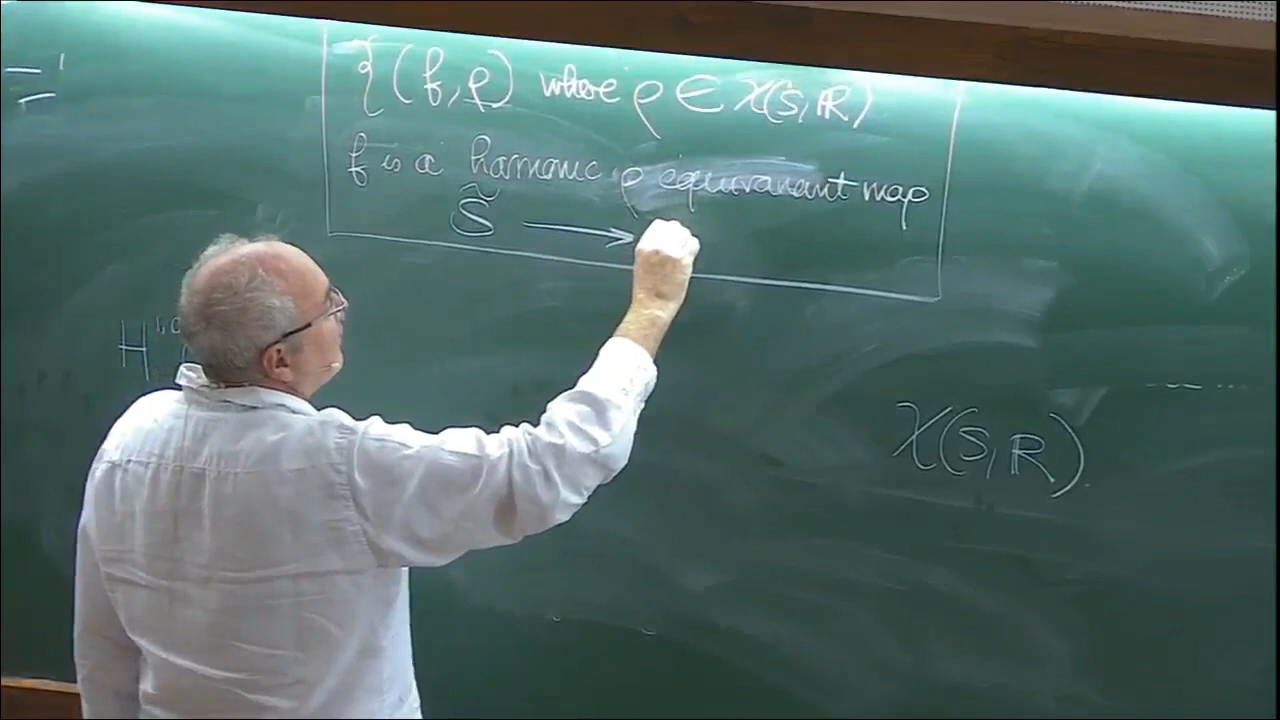 {(f, ρ) where ρ ∈ χ(S, ℝ)
f is a harmonic ρ equivariant map
S̃ ⟶
H
χ(S, ℝ)